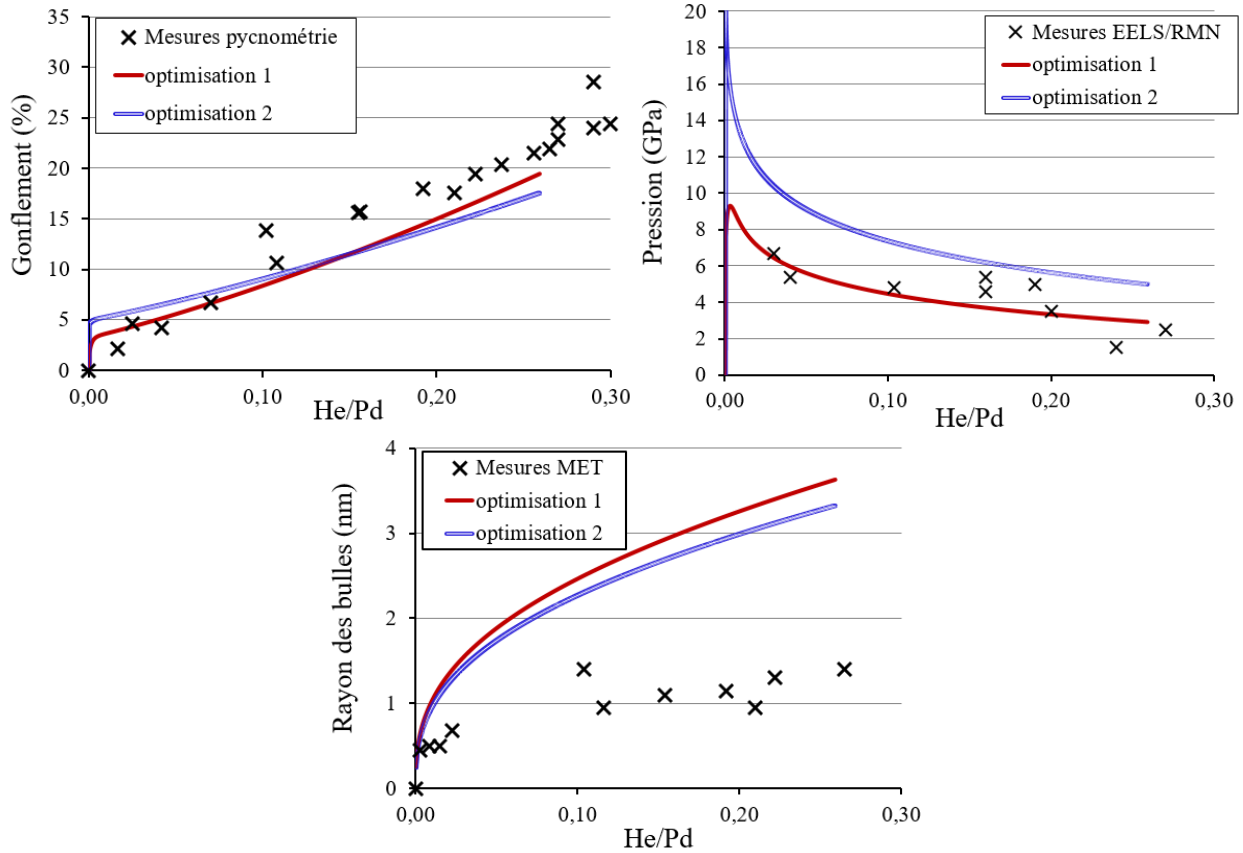 35
30
25
20
15
10
5
0
Gonflement (%)
Mesures pycnométrie
optimisation 1
optimisation 2
0,00
0,10
0,20
0,30
He/Pd
20
18
16
14
12
10
8
6
4
2
0
Pression (GPa)
Mesures EELS/RMN
optimisation 1
optimisation 2
0,00
0,10
0,20
0,30
He/Pd
4
3
2
1
0
Rayon des bulles (nm)
Mesures MET
optimisation 1
optimisation 2
0,00
0,10
0,20
0,30
He/Pd